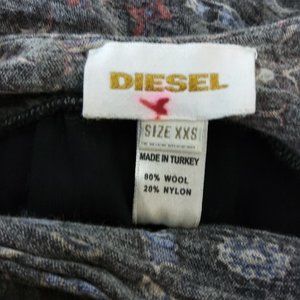 DIESEL
SIZE XXS
MADE IN TURKEY
80% WOOL
20% NYLON